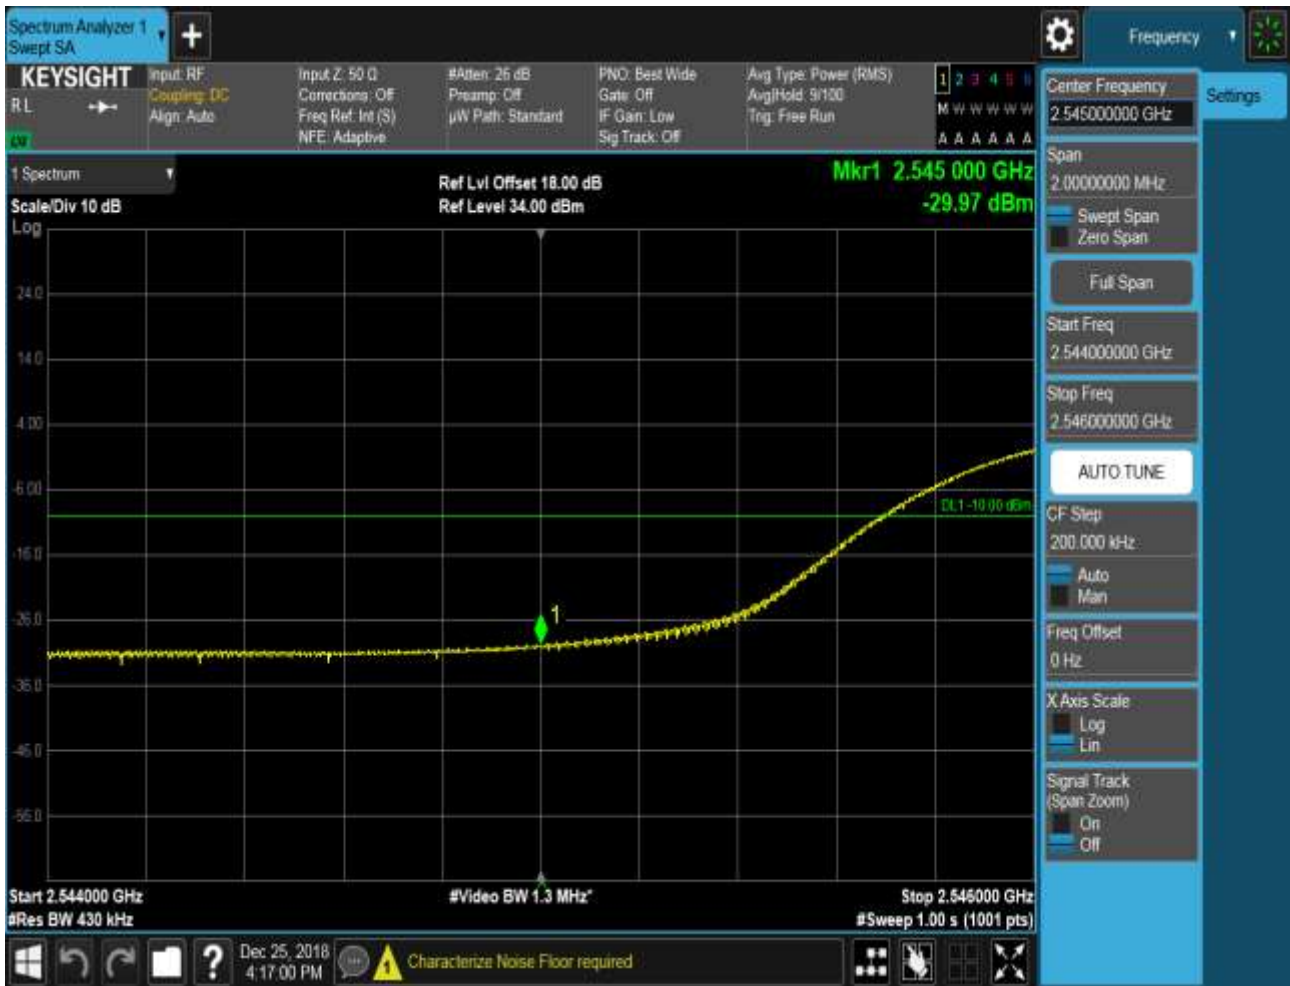 Spectrum Analyzer 1
Swept SA
+
Frequency
KEYSIGHT
RL
Input: RF
Coupling: DC
Align: Auto
Input Z: 50 Ω
Corrections: Off
Freq Ref: Int (S)
NFE: Adaptive
#Atten: 26 dB
Preamp: Off
µW Path: Standard
PNO: Best Wide
Gate: Off
IF Gain: Low
Sig Track: Off
Avg Type: Power (RMS)
Avg|Hold: 9/100
Trig: Free Run
1 2 3 4 5 6
M W W W W W
A A A A A A
1 Spectrum
Scale/Div 10 dB
Log
Ref Lvl Offset 18.00 dB
Ref Level 34.00 dBm
Mkr1 2.545 000 GHz
-29.97 dBm
24.0
14.0
4.00
-6.00
-16.0
-26.0
-36.0
-46.0
-56.0
DL1 -10.00 dBm
1
Start 2.544000 GHz
#Res BW 430 kHz
#Video BW 1.3 MHz*
Stop 2.546000 GHz
#Sweep 1.00 s (1001 pts)
Center Frequency
2.545000000 GHz
Settings
Span
2.00000000 MHz
Swept Span
Zero Span
Full Span
Start Freq
2.544000000 GHz
Stop Freq
2.546000000 GHz
AUTO TUNE
CF Step
200.000 kHz
Auto
Man
Freq Offset
0 Hz
X Axis Scale
Log
Lin
Signal Track
(Span Zoom)
On
Off
?
Dec 25, 2018
4:17:00 PM
1
Characterize Noise Floor required